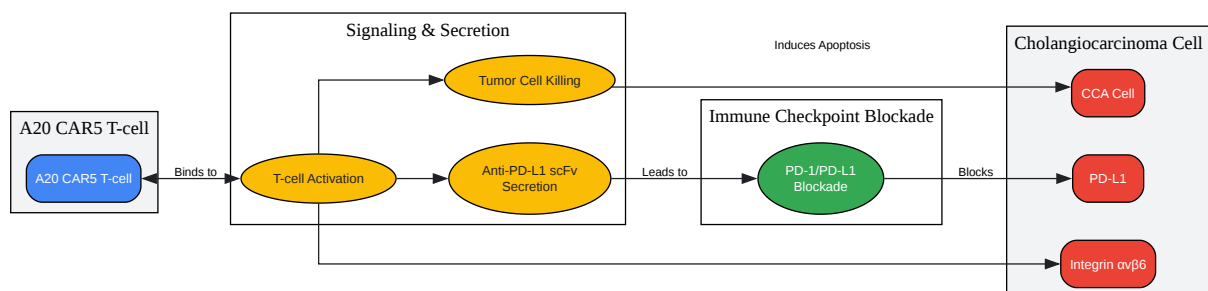 Signaling & Secretion
Induces Apoptosis
Cholangiocarcinoma Cell
Tumor Cell Killing
CCA Cell
A20 CAR5 T-cell
Immune Checkpoint Blockade
A20 CAR5 T-cell
Binds to
T-cell Activation
Anti-PD-L1 scFv
Secretion
Leads to
PD-1/PD-L1
Blockade
Blocks
PD-L1
Integrin αvβ6